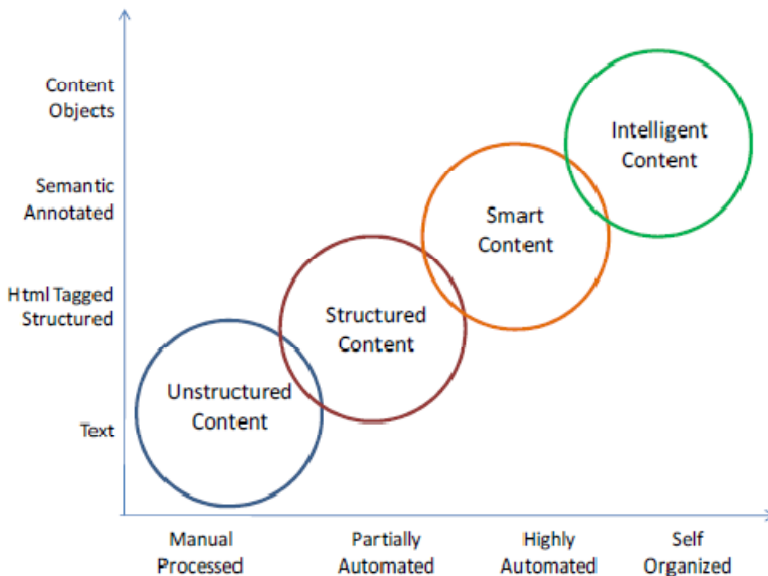 Content
Objects
Semantic
Annotated
Html Tagged
Structured
Text
Intelligent
Content
Smart
Content
Structured
Content
Unstructured
Content
Manual
Processed
Partially
Automated
Highly
Automated
Self
Organized